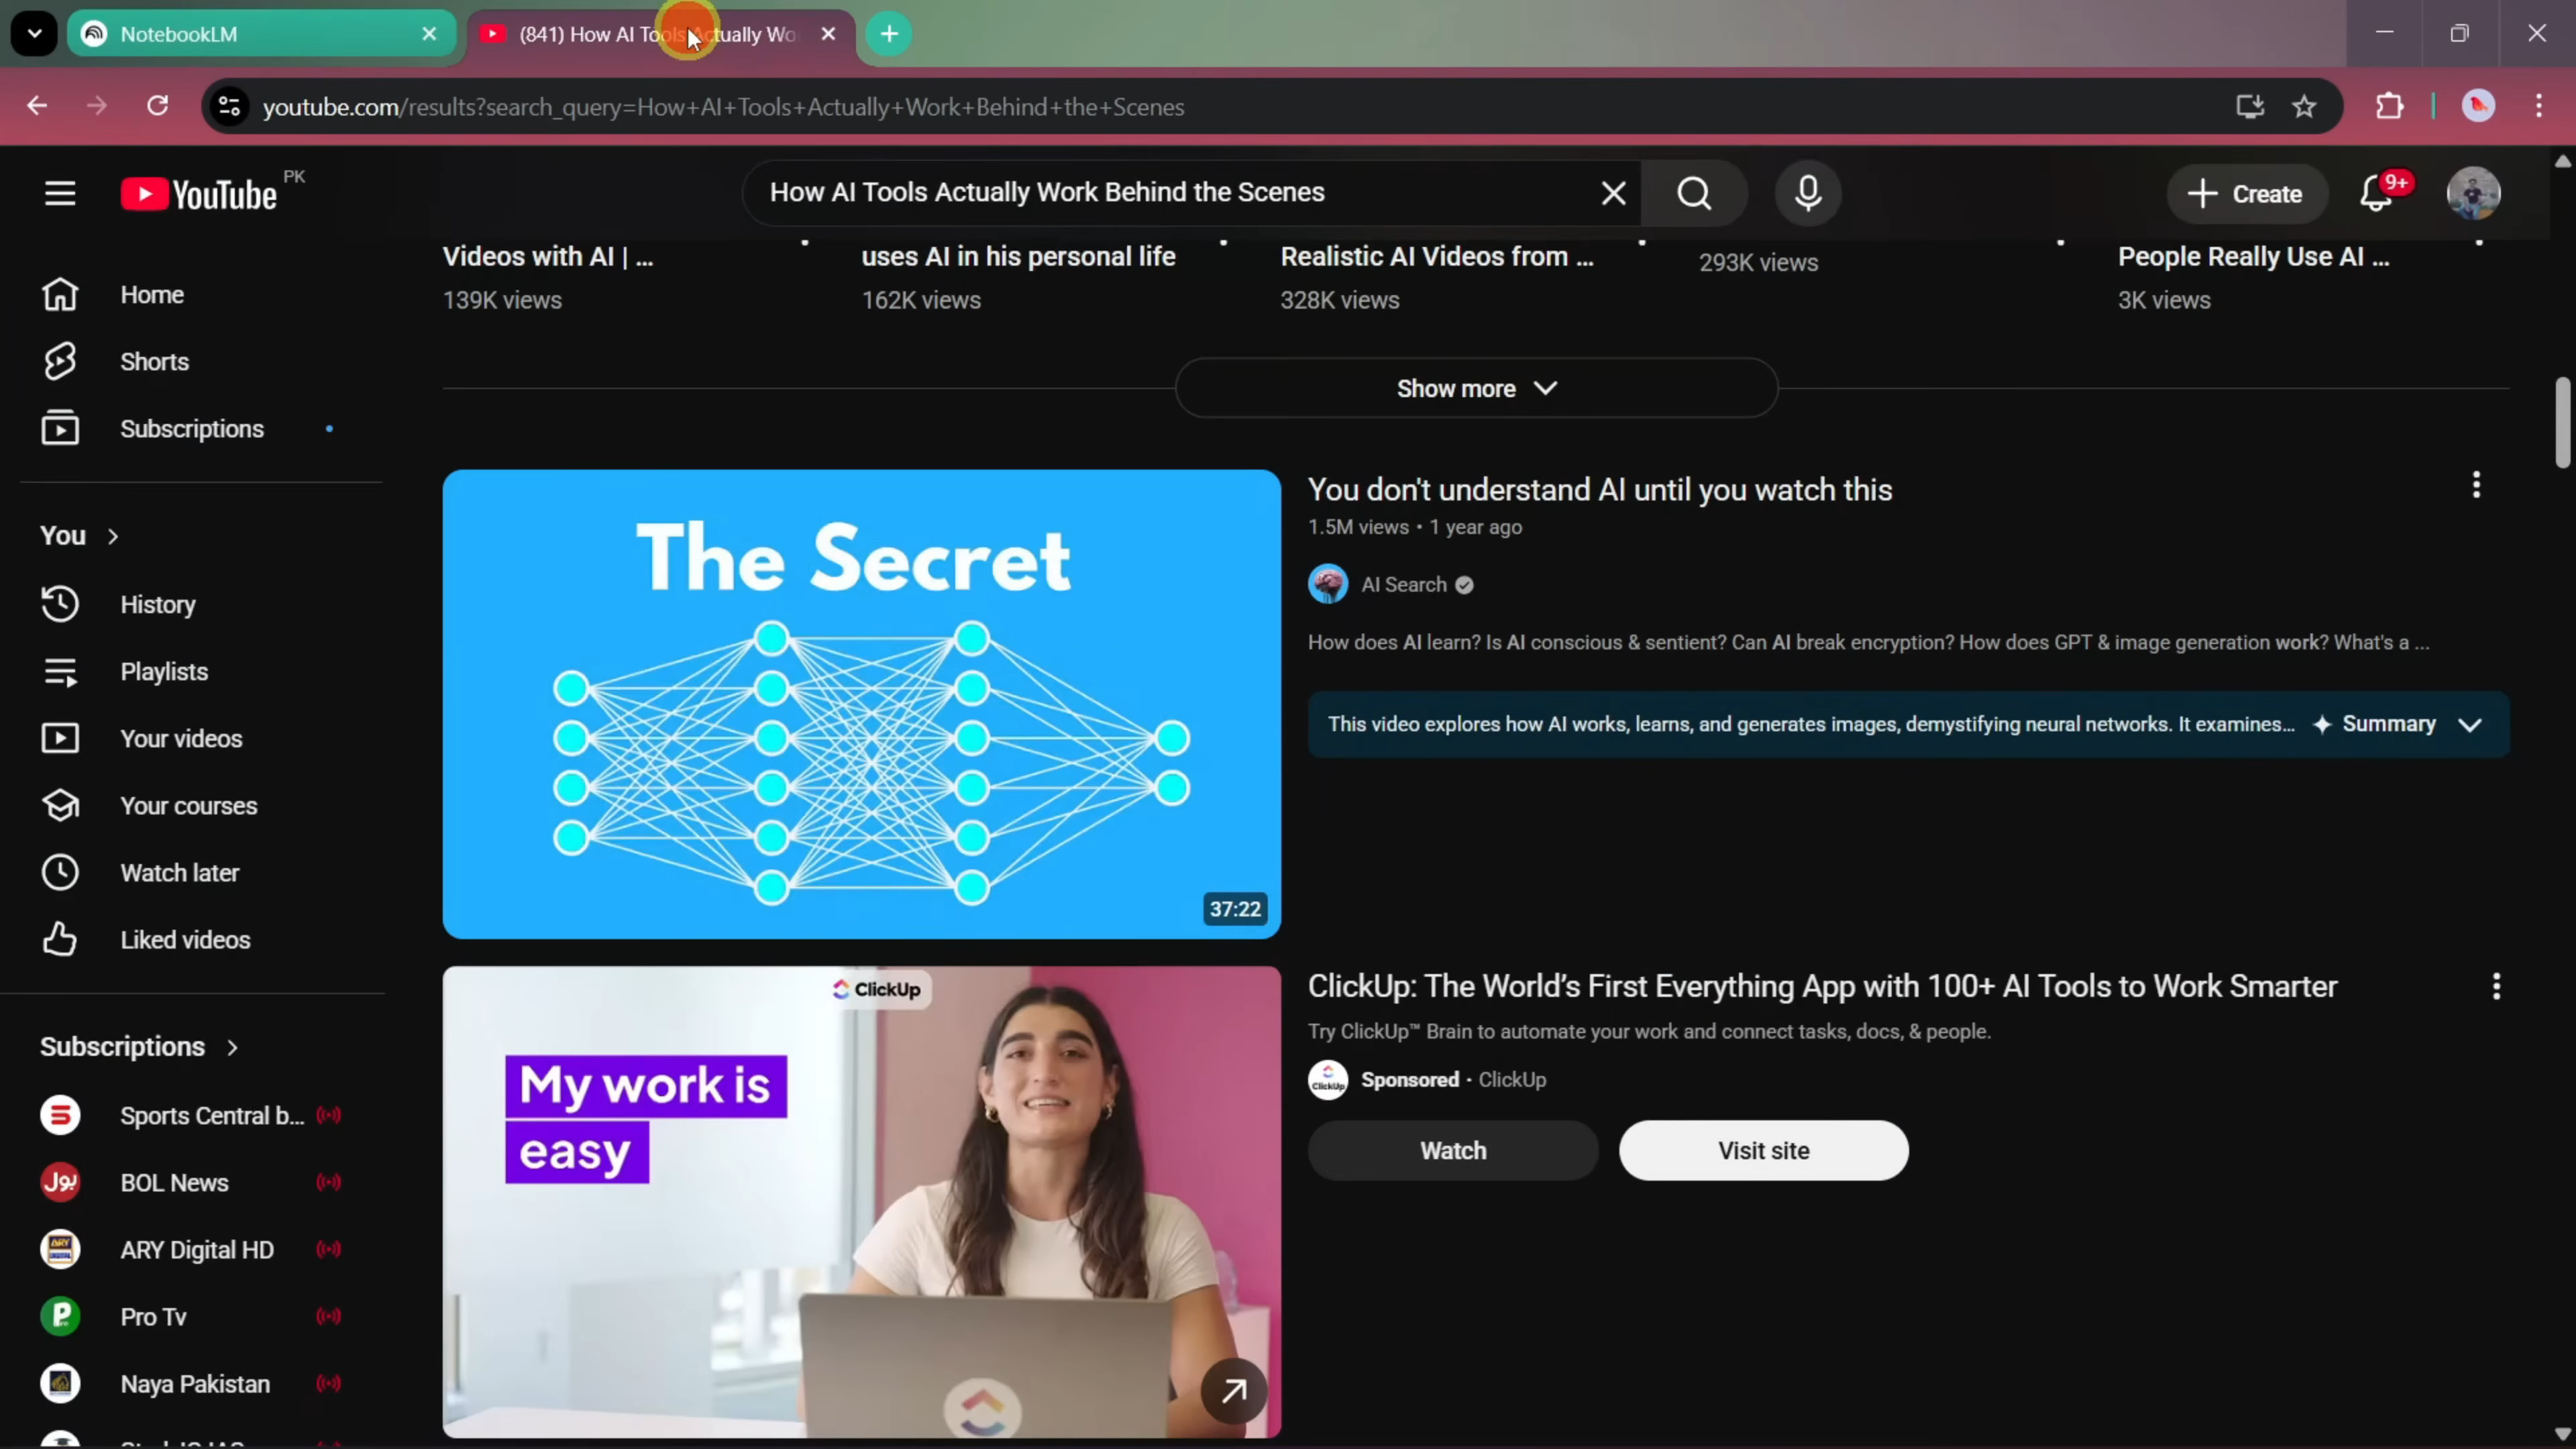 NotebookLM
(841) How AI Tools Actually Wo
youtube.com/results?search_query=How+AI+Tools+Actually+Work+Behind+the+Scenes
YouTube PK
How AI Tools Actually Work Behind the Scenes
Create
9+
Home
Shorts
Subscriptions
You
History
Playlists
Your videos
Your courses
Watch later
Liked videos
Subscriptions
Sports Central b...
BOL News
ARY Digital HD
Pro Tv
Naya Pakistan
Videos with AI | ...
139K views
uses AI in his personal life
162K views
Realistic AI Videos from ...
328K views
293K views
People Really Use AI ...
3K views
Show more
The Secret
37:22
You don't understand AI until you watch this
1.5M views • 1 year ago
AI Search
How does AI learn? Is AI conscious & sentient? Can AI break encryption? How does GPT & image generation work? What's a ...
This video explores how AI works, learns, and generates images, demystifying neural networks. It examines... Summary
ClickUp
My work is
easy
ClickUp: The World’s First Everything App with 100+ AI Tools to Work Smarter
Try ClickUp™ Brain to automate your work and connect tasks, docs, & people.
ClickUp
Sponsored · ClickUp
Watch
Visit site